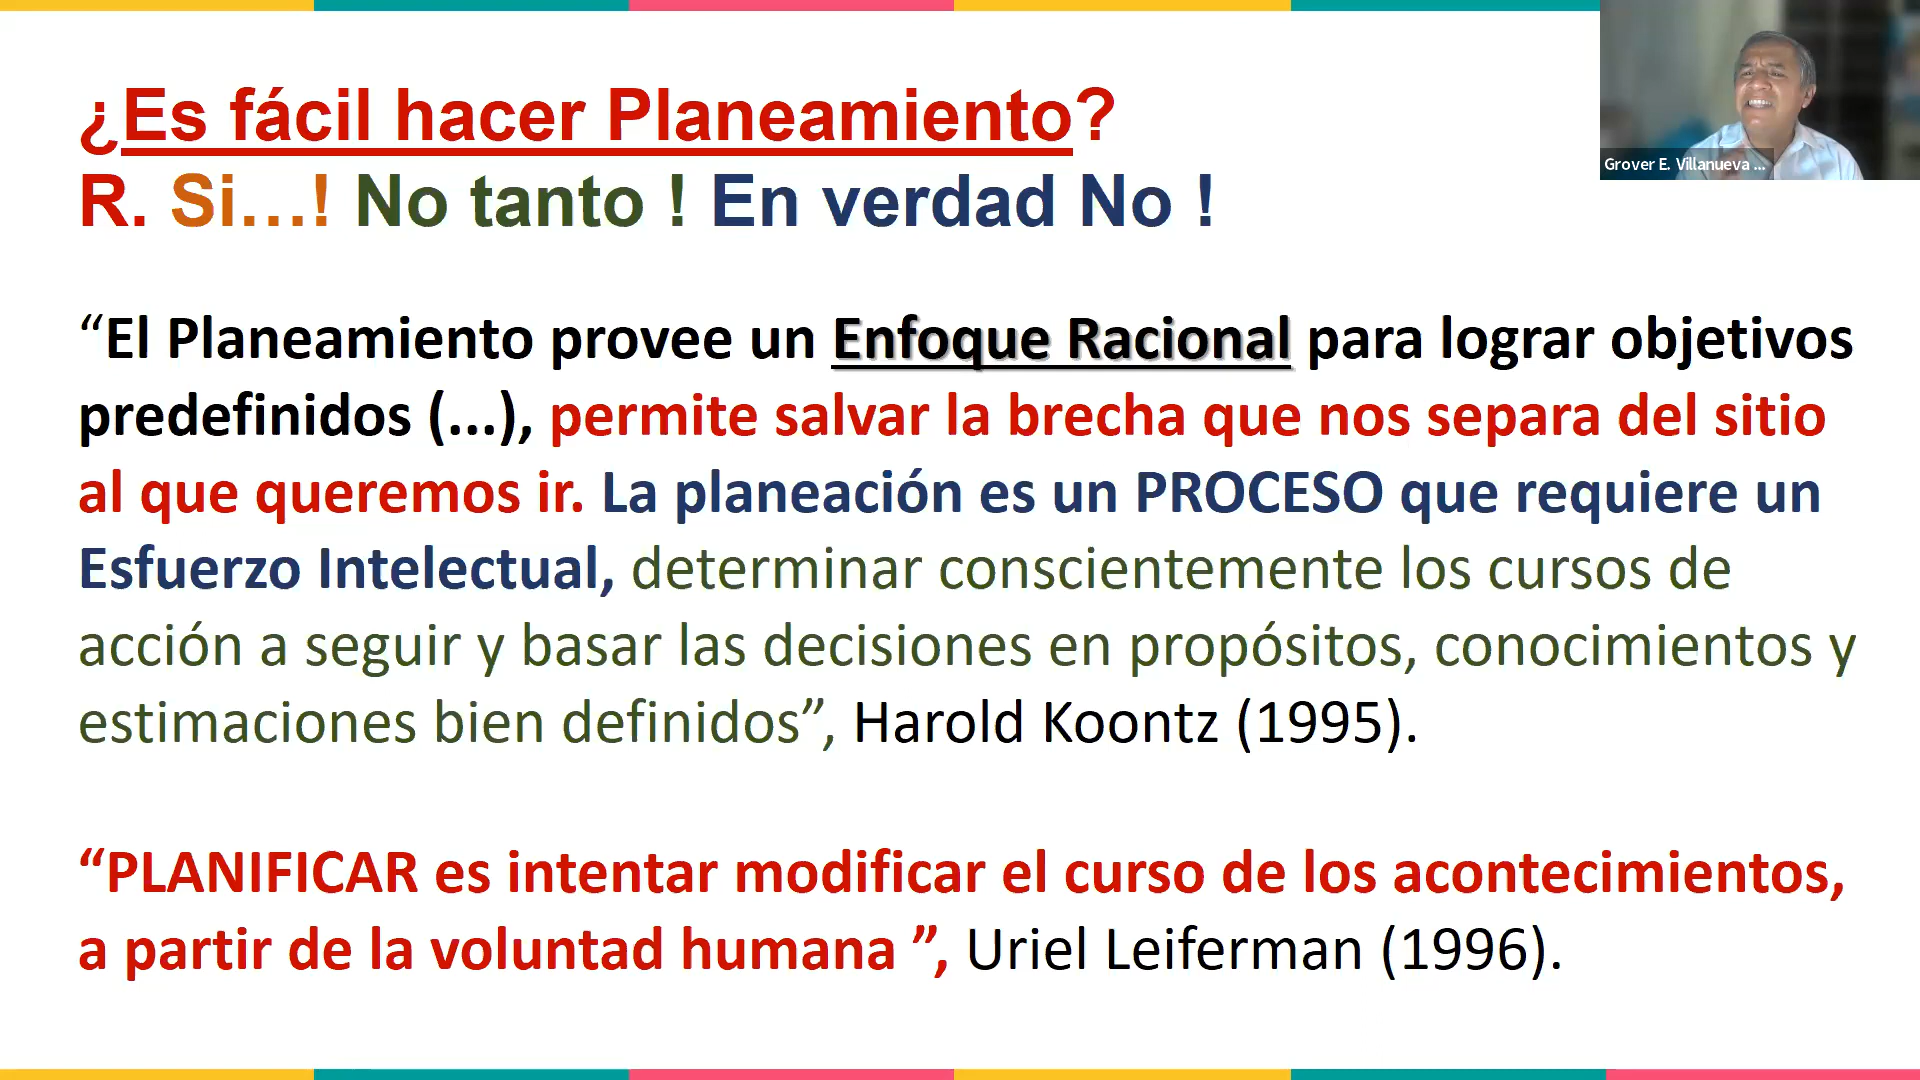 ¿Es fácil hacer Planeamiento?
R. Si...! No tanto ! En verdad No !
Grover E. Villanueva ...
“El Planeamiento provee un Enfoque Racional para lograr objetivos
predefinidos (...), permite salvar la brecha que nos separa del sitio
al que queremos ir. La planeación es un PROCESO que requiere un
Esfuerzo Intelectual, determinar conscientemente los cursos de
acción a seguir y basar las decisiones en propósitos, conocimientos y
estimaciones bien definidos”, Harold Koontz (1995).
“PLANIFICAR es intentar modificar el curso de los acontecimientos,
a partir de la voluntad humana ”, Uriel Leiferman (1996).